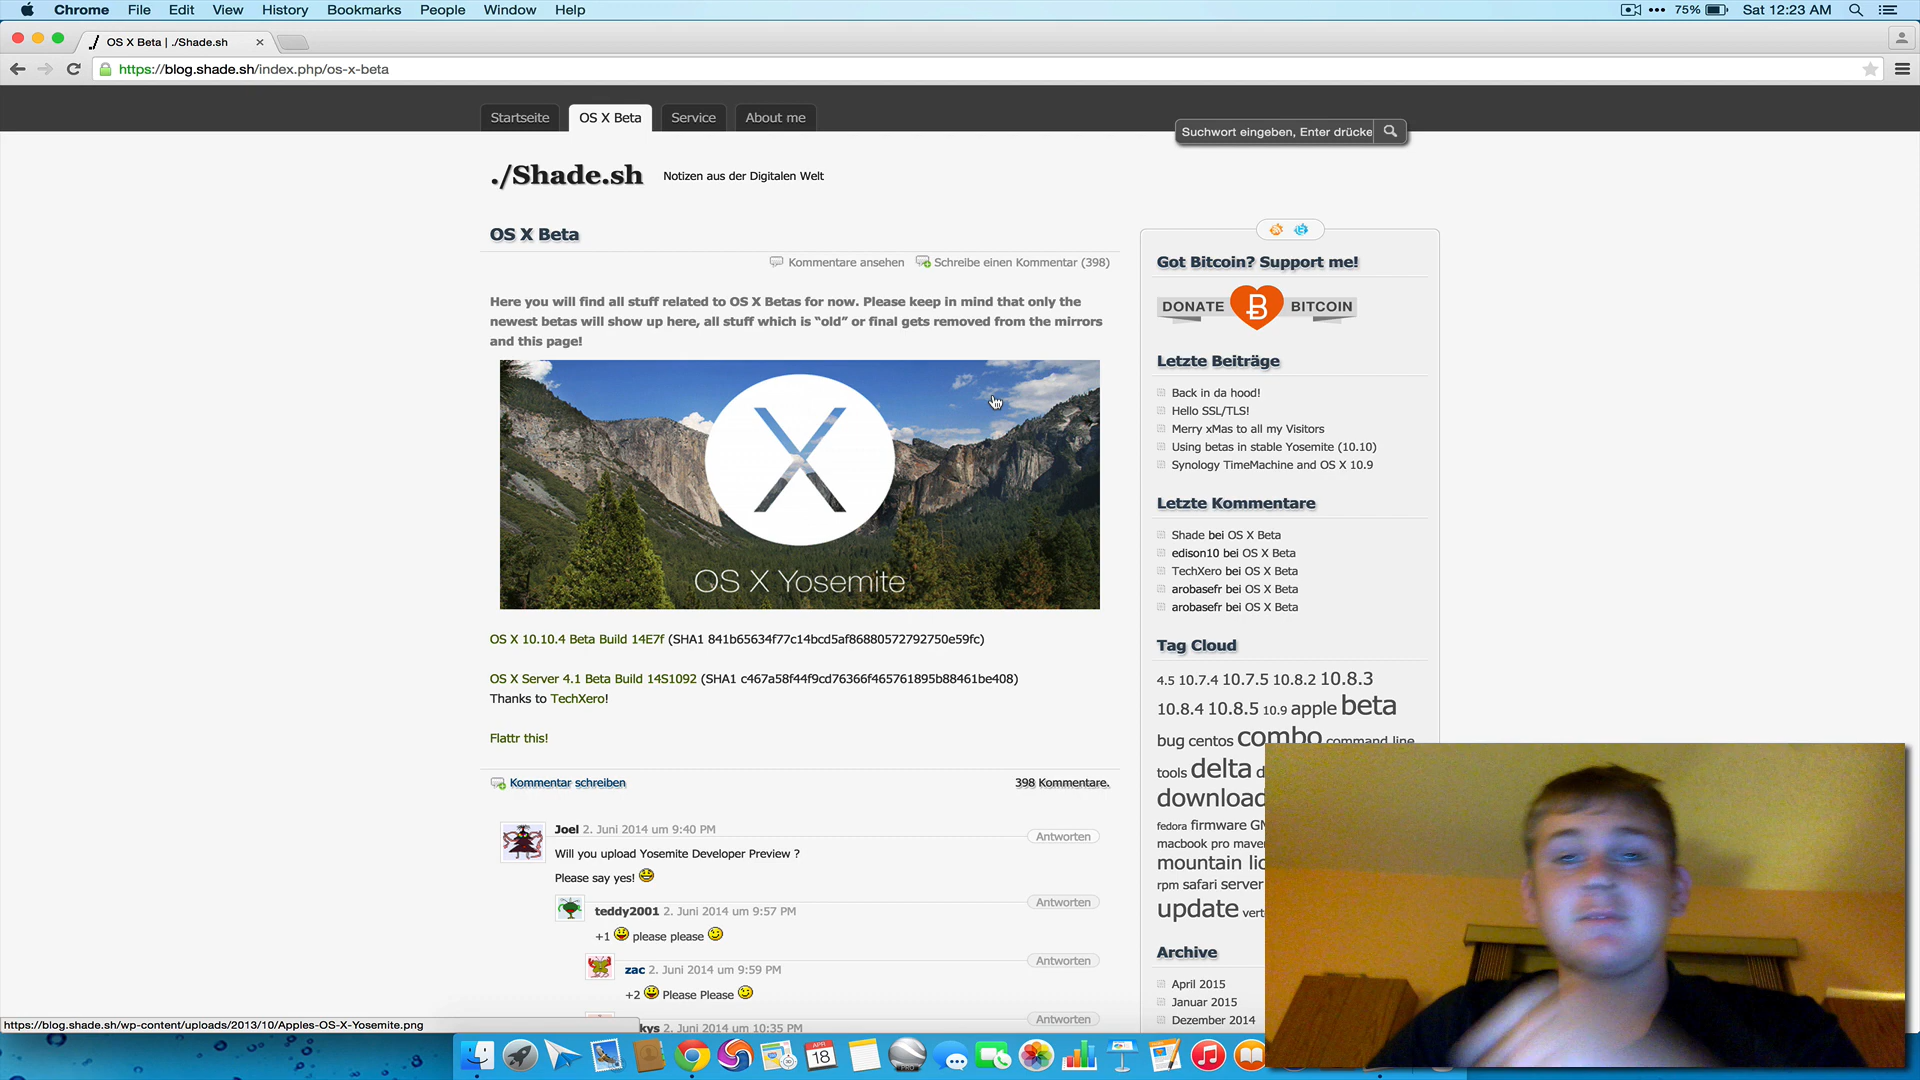 Chrome File Edit View History Bookmarks People Window Help
75% Sat 12:23 AM
OS X Beta | ./Shade.sh
https://blog.shade.sh/index.php/os-x-beta
Startseite OS X Beta Service About me
Suchwort eingeben, Enter drücke
./Shade.sh Notizen aus der Digitalen Welt
OS X Beta
Kommentare ansehen Schreibe einen Kommentar (398)
Here you will find all stuff related to OS X Betas for now. Please keep in mind that only the
newest betas will show up here, all stuff which is “old” or final gets removed from the mirrors
and this page!
OS X Yosemite
OS X 10.10.4 Beta Build 14E7f (SHA1 841b65634f77c14bcd5af86880572792750e59fc)
OS X Server 4.1 Beta Build 14S1092 (SHA1 c467a58f44f9cd76366f465761895b88461be408)
Thanks to TechXero!
Flattr this!
Kommentar schreiben 398 Kommentare.
Joel 2. Juni 2014 um 9:40 PM Antworten
Will you upload Yosemite Developer Preview ?
Please say yes!
teddy2001 2. Juni 2014 um 9:57 PM Antworten
+1 please please
zac 2. Juni 2014 um 9:59 PM Antworten
+2 Please Please
kys 2. Juni 2014 um 10:35 PM Antworten
Got Bitcoin? Support me!
DONATE BITCOIN
Letzte Beiträge
Back in da hood!
Hello SSL/TLS!
Merry xMas to all my Visitors
Using betas in stable Yosemite (10.10)
Synology TimeMachine and OS X 10.9
Letzte Kommentare
Shade bei OS X Beta
edison10 bei OS X Beta
TechXero bei OS X Beta
arobasefr bei OS X Beta
arobasefr bei OS X Beta
Tag Cloud
4.5 10.7.4 10.7.5 10.8.2 10.8.3
10.8.4 10.8.5 10.9 apple beta
bug centos combo command line
tools delta d
download
fedora firmware GM
macbook pro mave
mountain lio
rpm safari server
update vert
Archive
April 2015
Januar 2015
Dezember 2014
https://blog.shade.sh/wp-content/uploads/2013/10/Apples-OS-X-Yosemite.png
APR
18
PRO